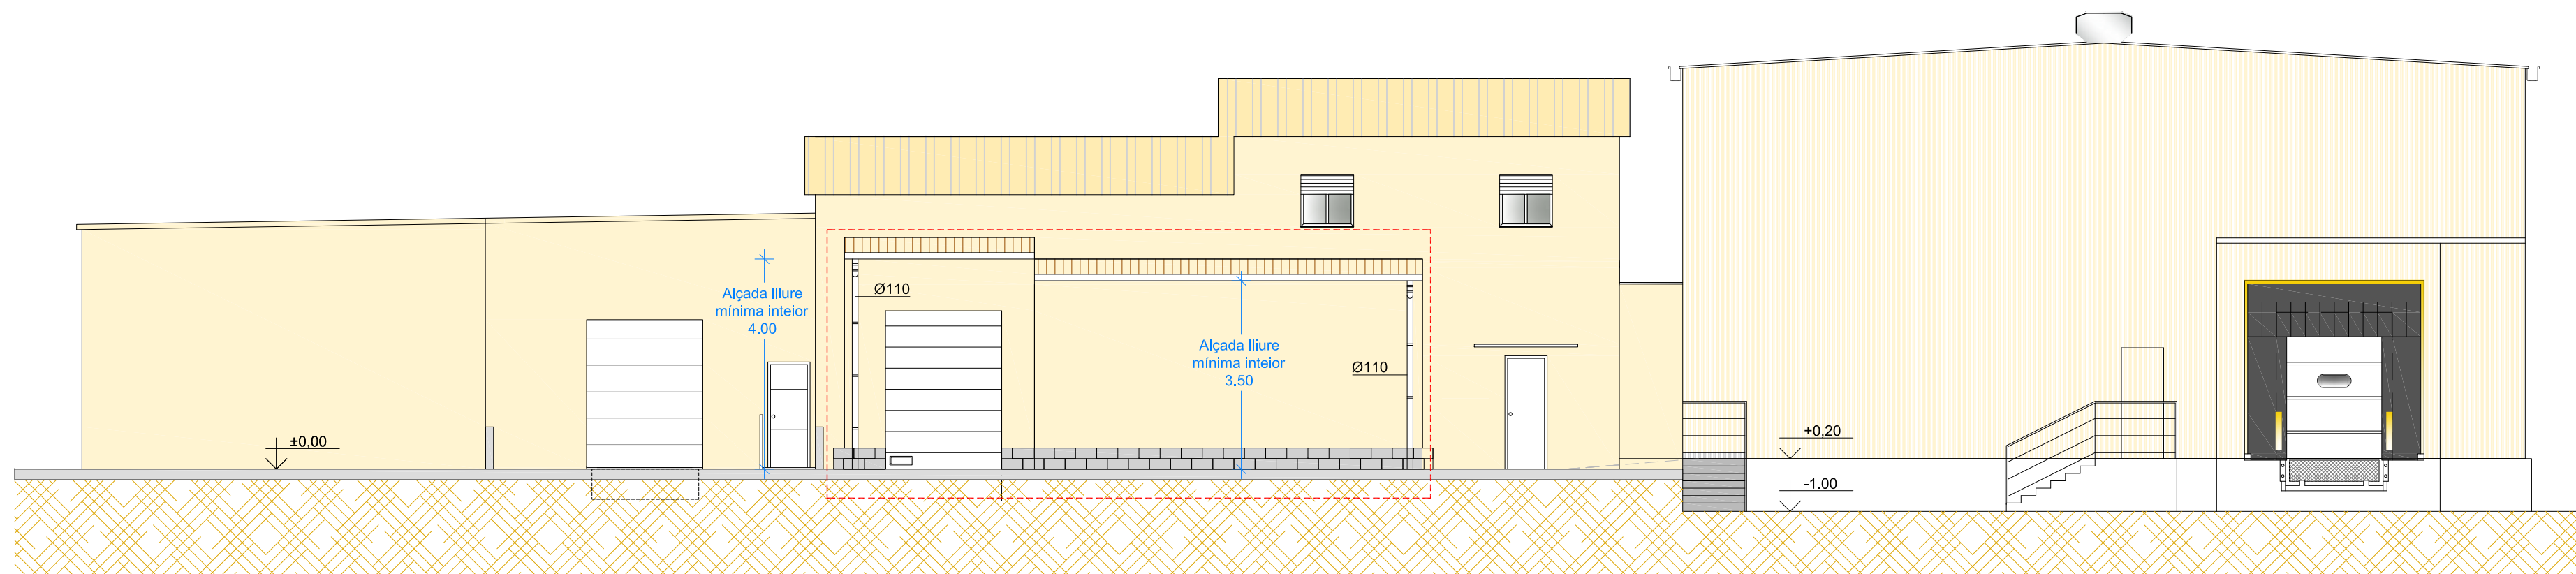 Alçada lliure
mínima inteior
4.00
Ø110
Alçada lliure
mínima inteior
3.50
Ø110
±0,00
+0,20
-1.00